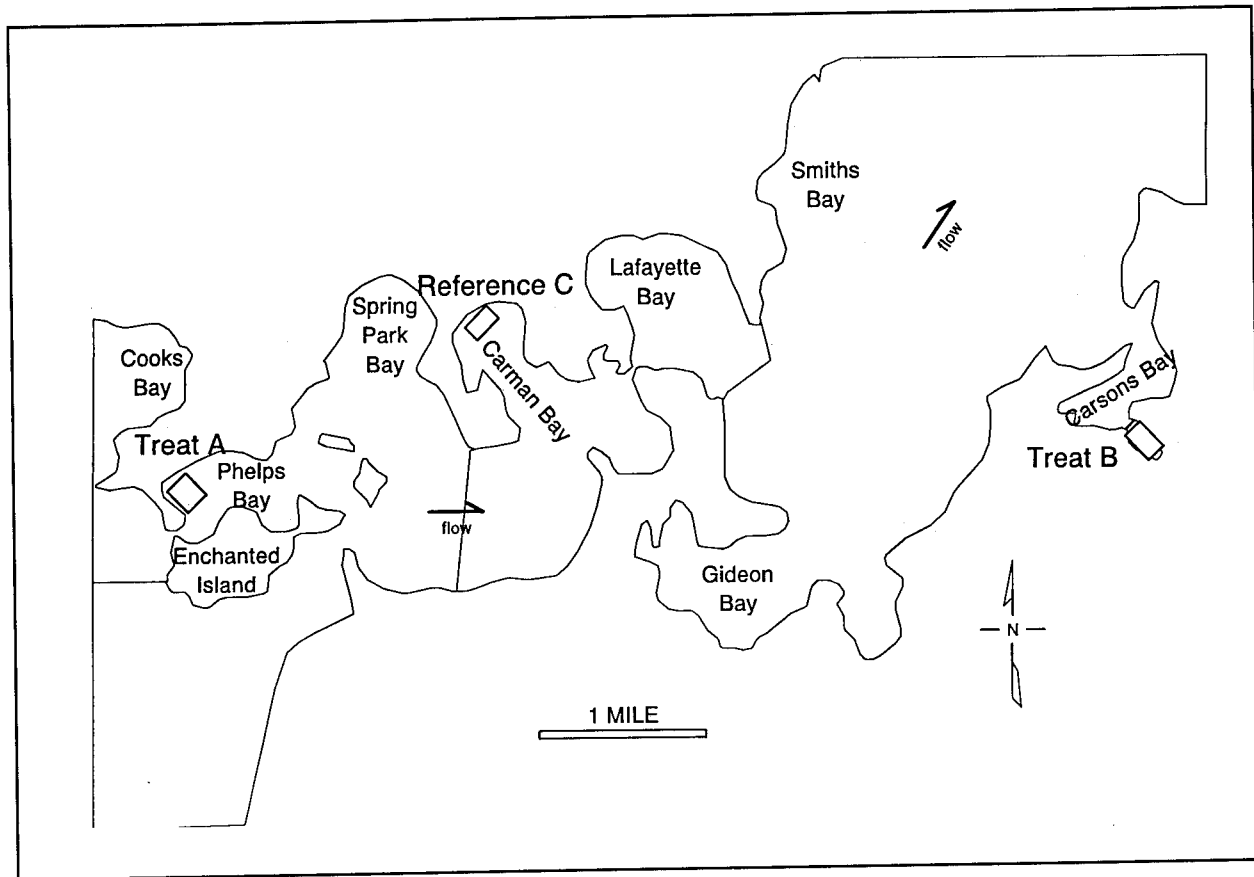 Smiths
Bay
flow
Lafayette
Bay
Reference C
Spring
Park
Bay
Carman Bay
Cooks
Bay
Carsons Bay
Treat A
Treat B
Phelps
Bay
flow
Enchanted
Island
Gideon
Bay
N
1 MILE